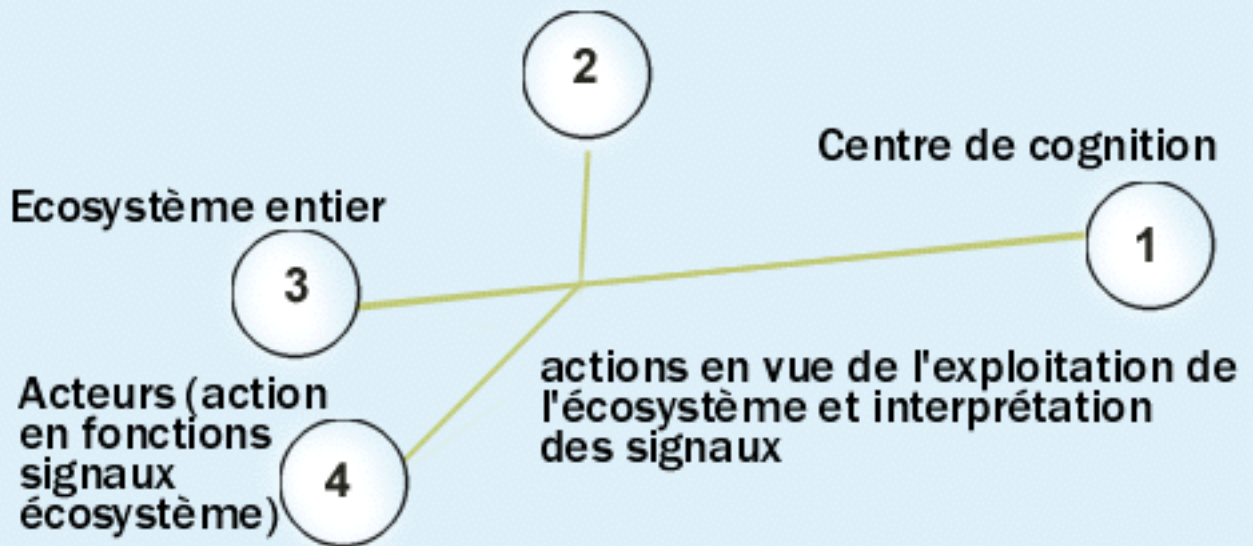 2
Centre de cognition
1
Ecosystème entier
3
Acteurs (action
en fonctions
signaux
écosystème)
4
actions en vue de l'exploitation de
l'écosystème et interprétation
des signaux